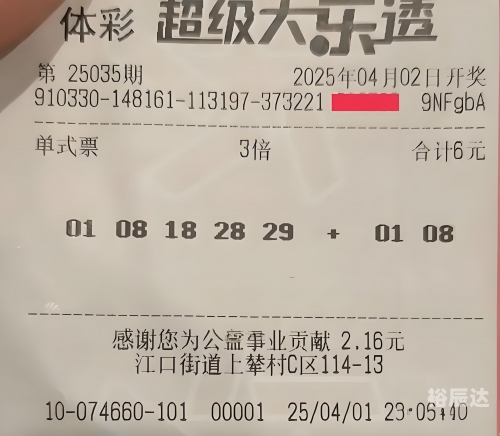 体彩 超级大乐透
第 25035期 2025年04月02日开奖
910330-148161-113197-373221 9NFgbA
单式票 3倍 合计6元
01 08 18 28 29 + 01 08
感谢您为公益事业贡献 2.16元
江口街道上辇村C区114-13
10-074660-101 00001 25/04/01 23:06:40
裕辰达